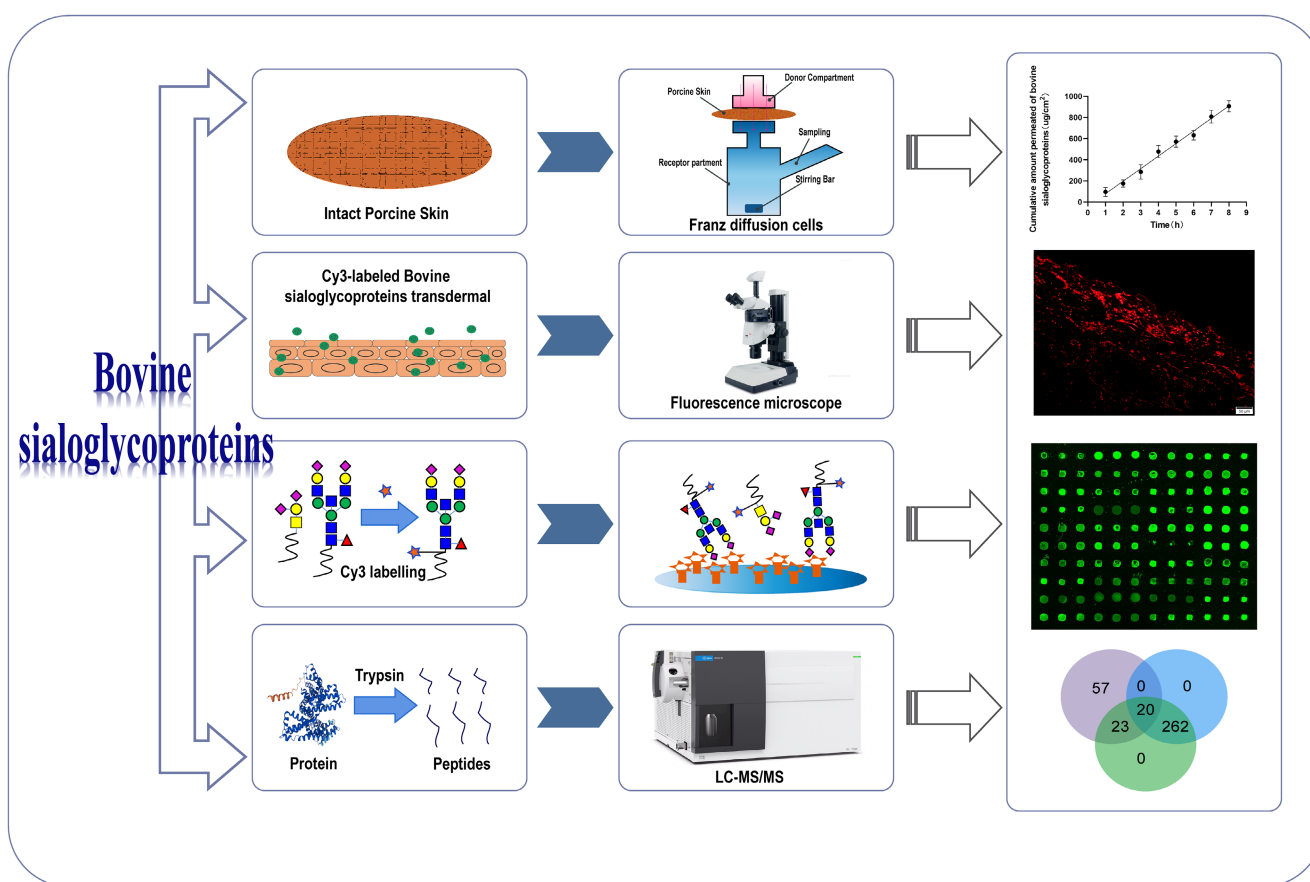 Bovine
sialoglycoproteins
Intact Porcine Skin
Donor Compartment
Porcine Skin
Sampling
Receptor partment
Stirring Bar
Franz diffusion cells
Cumulative amount permeated of bovine
sialoglycoproteins(ug/cm²)
1000
800
600
400
200
0
0 1 2 3 4 5 6 7 8 9
Time(h)
Cy3-labeled Bovine
sialoglycoproteins transdermal
Fluorescence microscope
50 μm
Cy3 labelling
Trypsin
Protein
Peptides
LC-MS/MS
57
0
0
20
23
262
0